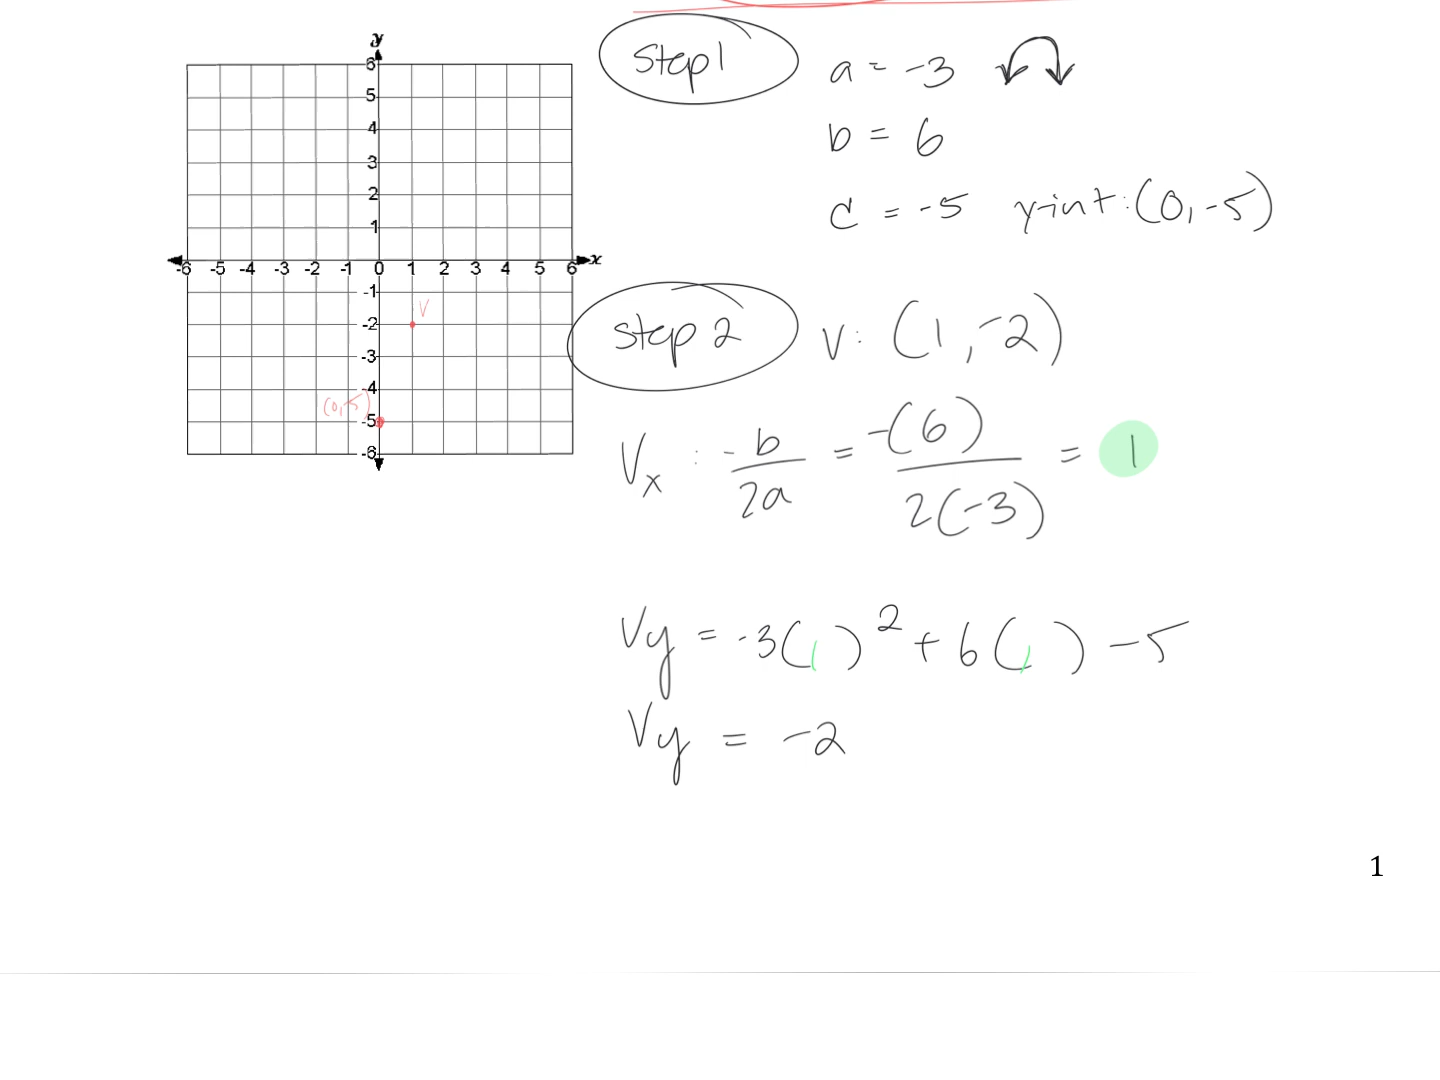 y
6
5
4
3
2
1
-6 -5 -4 -3 -2 -1 0 1 2 3 4 5 6 x
-1
-2
-3
-4
-5
-6
V
(0,-5)
Step 1
a = -3
b = 6
c = -5 y-int: (0, -5)
Step 2 V: (1, -2)
Vx : -b/2a = -(6)/2(-3) = 1
Vy = -3(1)² + 6(1) - 5
Vy = -2
1